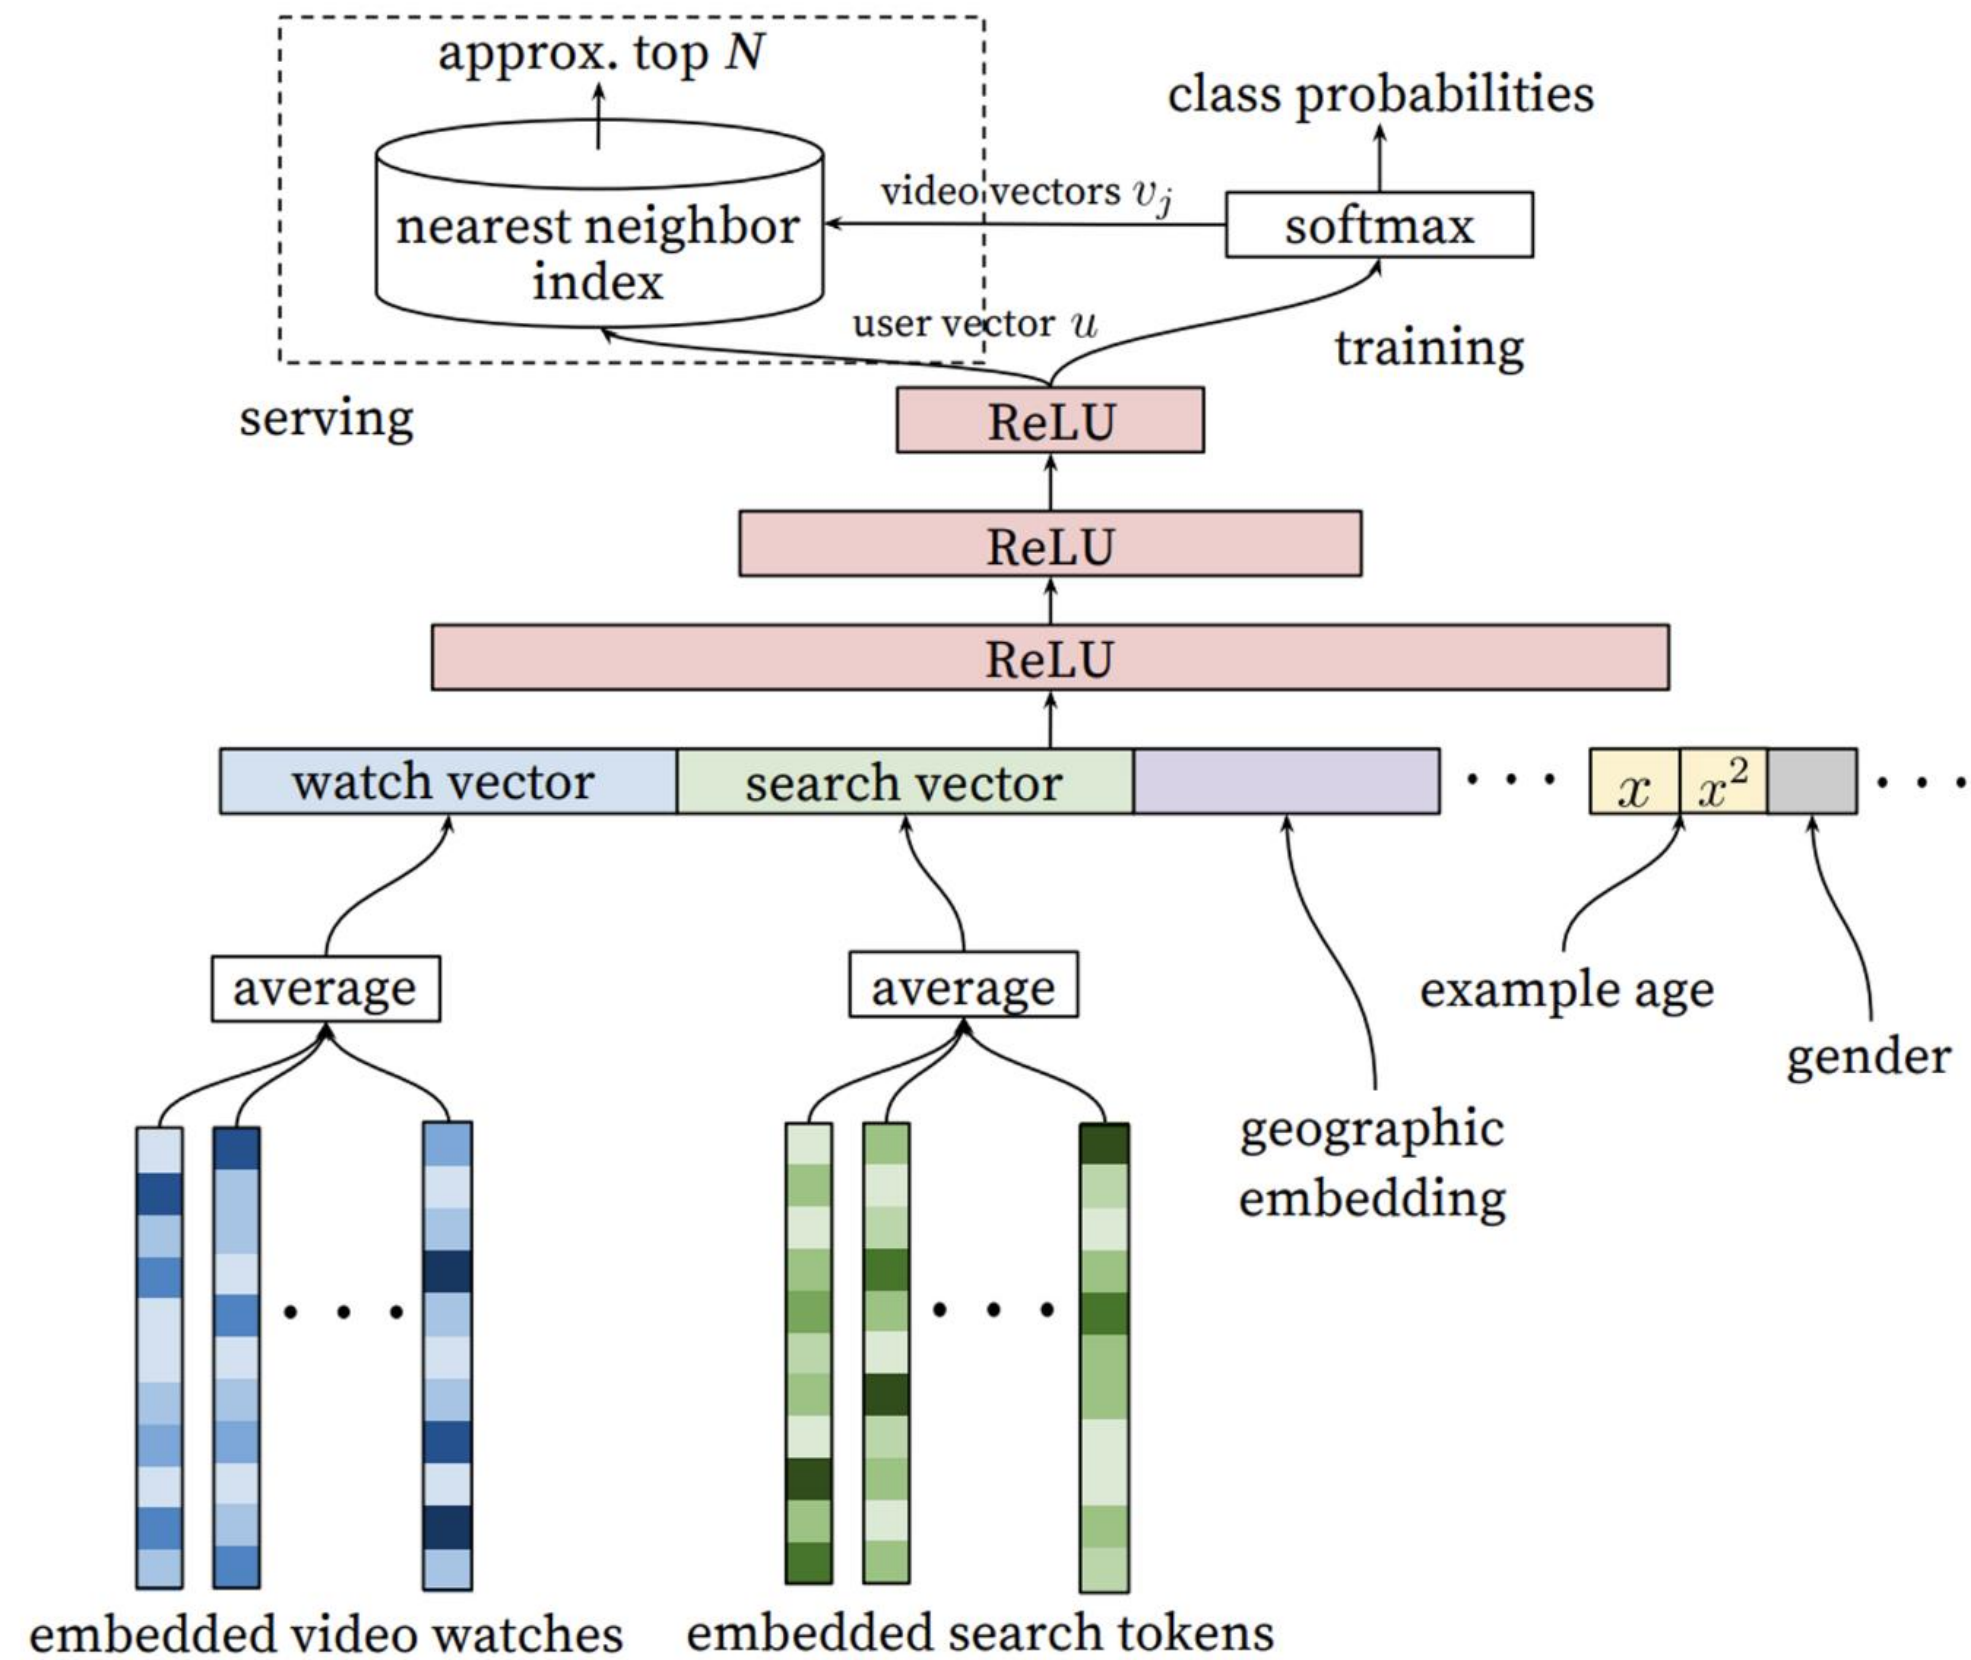 approx. top N
class probabilities
video vectors v_j
nearest neighbor
index
softmax
user vector u
training
serving
ReLU
ReLU
ReLU
watch vector
search vector
x
x²
average
average
example age
gender
geographic
embedding
embedded video watches
embedded search tokens